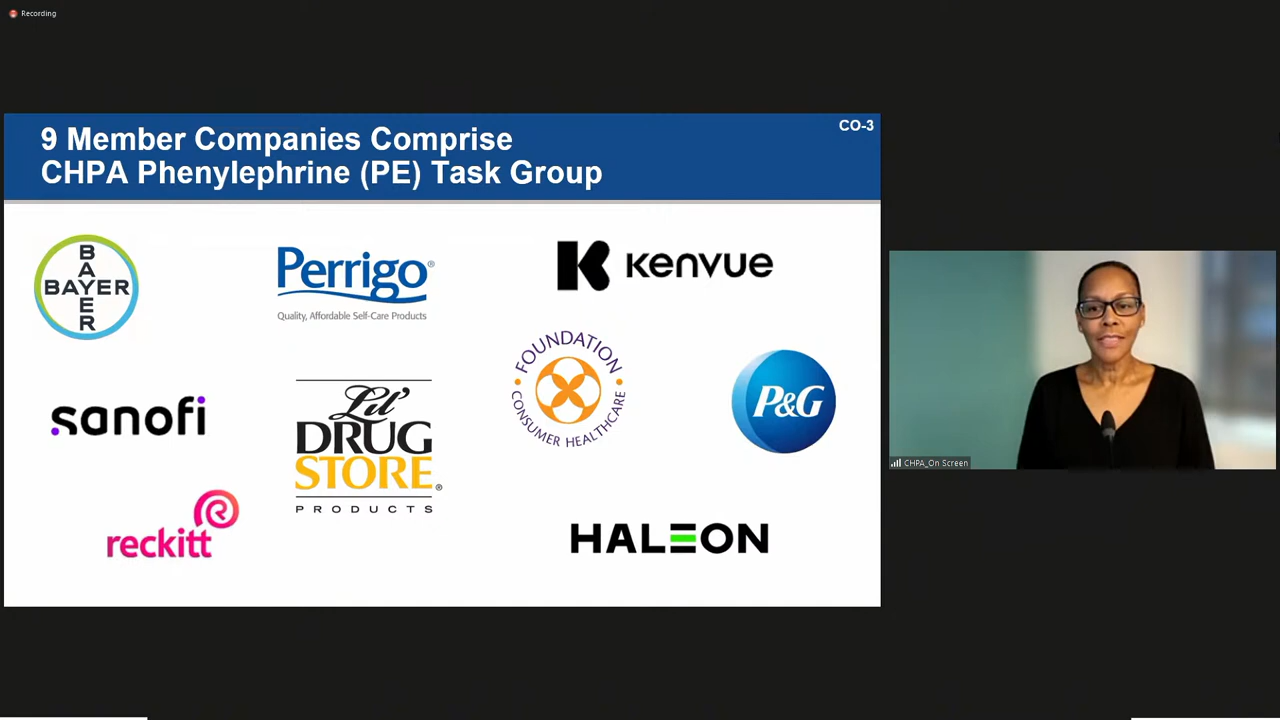 Recording
9 Member Companies Comprise
CHPA Phenylephrine (PE) Task Group
CO-3
BAYER
BAYER
Perrigo®
Quality, Affordable Self-Care Products
Kenvue
sanofi
Lil'
DRUG
STORE®
PRODUCTS
FOUNDATION
CONSUMER HEALTHCARE
P&G
reckitt
HALEON
CHPA_On Screen